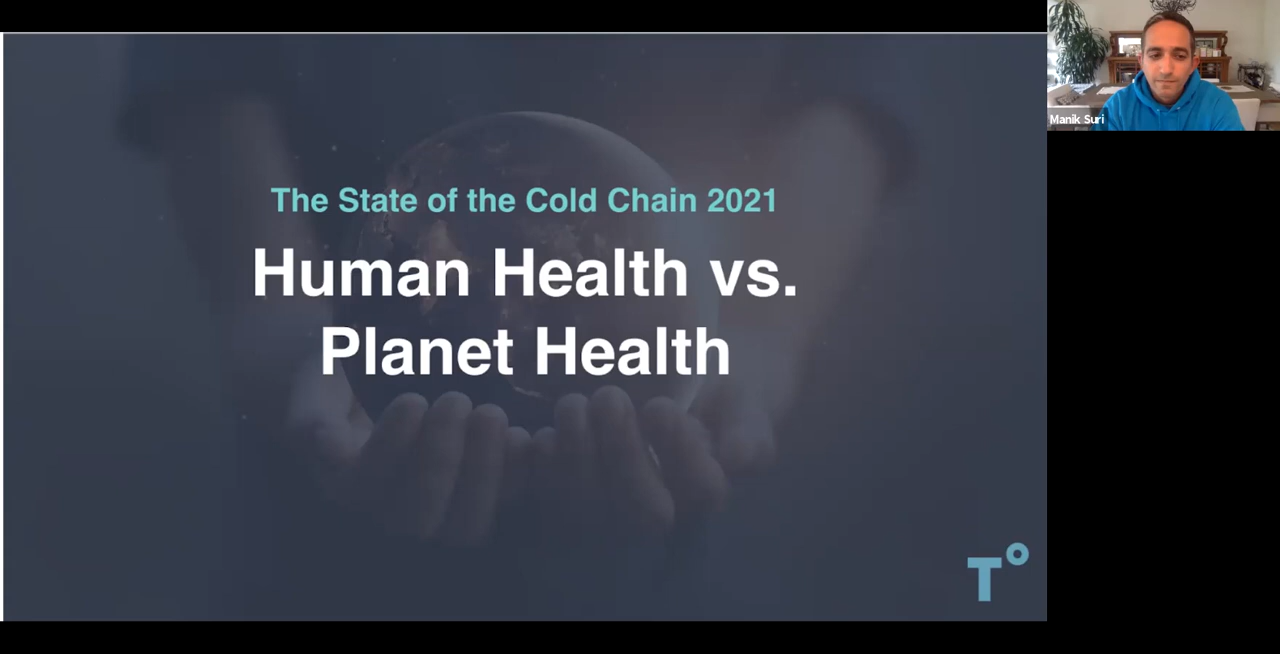 The State of the Cold Chain 2021
Human Health vs.
Planet Health
T°
Manik Suri